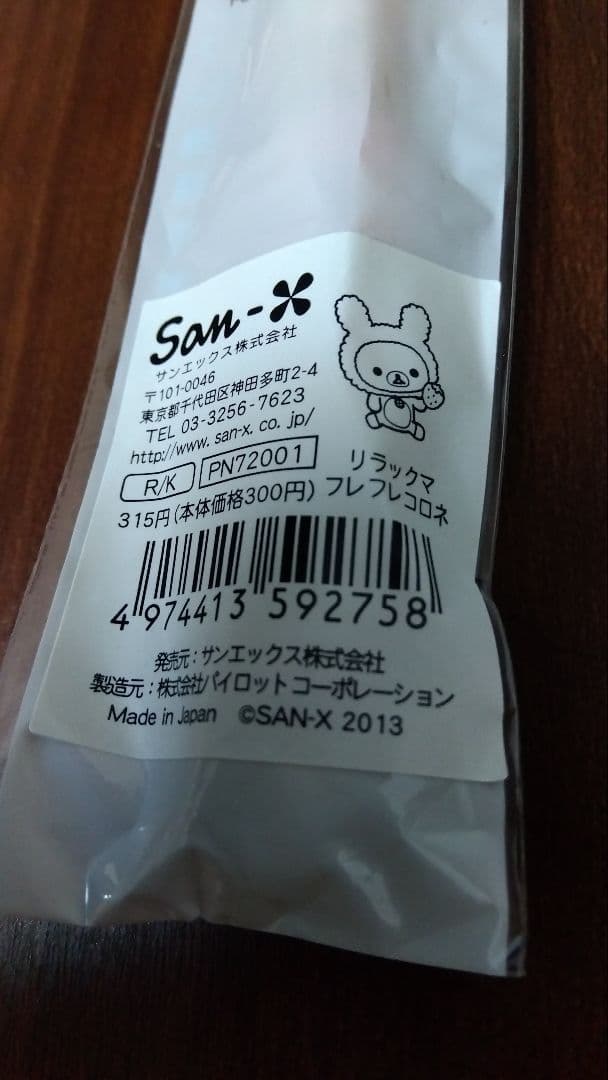 San-X
サンエックス株式会社
〒101-0046
東京都千代田区神田多町2-4
TEL 03-3256-7623
http://www.san-x.co.jp/
R/K PN72001
リラックマ
315円(本体価格300円) フレフレコロネ
4 974413 592758
発売元:サンエックス株式会社
製造元:株式会社パイロットコーポレーション
Made in Japan ©SAN-X 2013